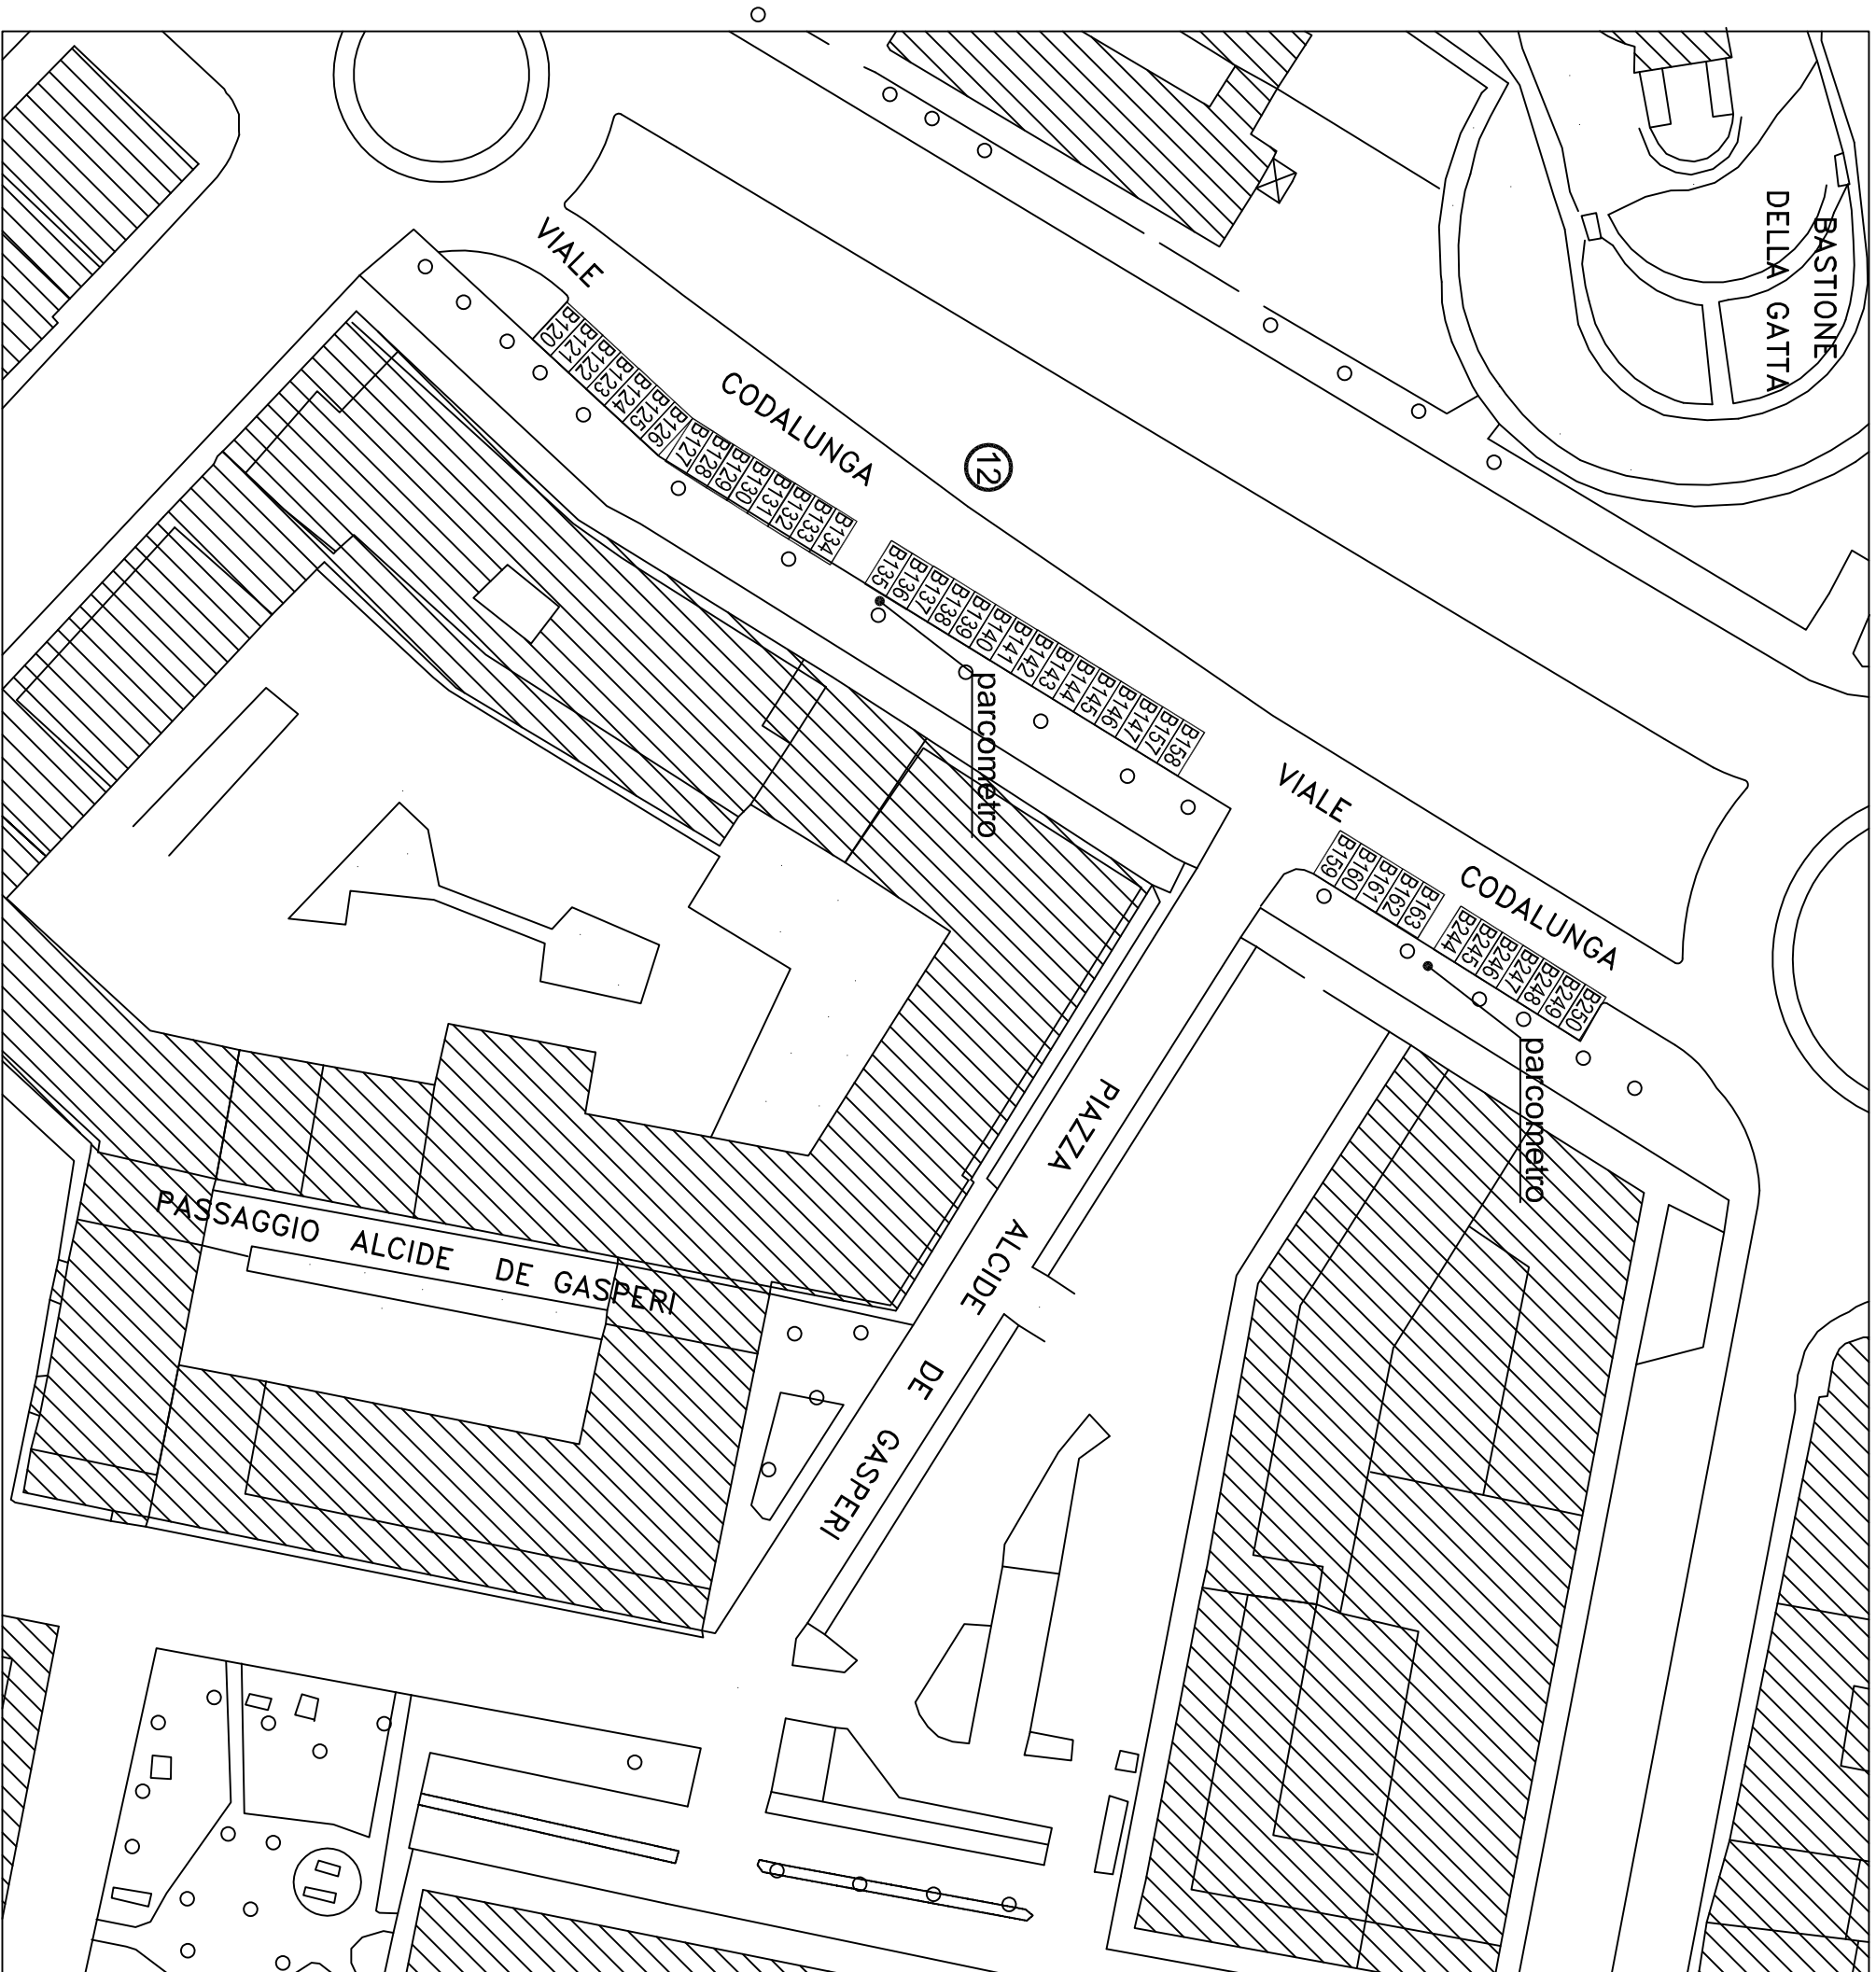 BASTIONE
DELLA GATTA
VIALE
CODALUNGA
12
B120
B121
B122
B123
B124
B125
B126
B127
B128
B129
B130
B131
B132
B133
B134
B135
B136
B137
B138
B139
B140
B141
B142
B143
B144
B145
B146
B147
B157
B158
parcometro
VIALE
CODALUNGA
B159
B160
B161
B162
B163
B244
B245
B246
B247
B248
B249
B250
parcometro
PIAZZA ALCIDE DE GASPERI
PASSAGGIO ALCIDE DE GASPERI